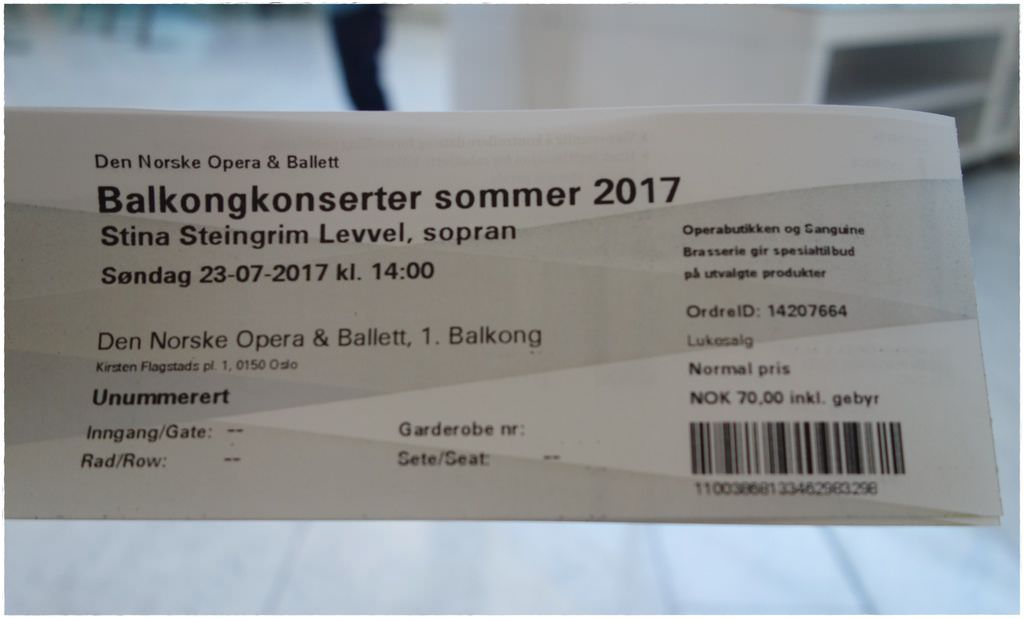 Den Norske Opera & Ballett
Balkongkonserter sommer 2017
Stina Steingrim Levvel, sopran
Søndag 23-07-2017 kl. 14:00
Den Norske Opera & Ballett, 1. Balkong
Kirsten Flagstads pl. 1, 0150 Oslo
Unummerert
Inngang/Gate: --
Garderobe nr:
Rad/Row: --
Sete/Seat: --
Operabutikken og Sanguine
Brasserie gir spesialtilbud
på utvalgte produkter
OrdreID: 14207664
Lukesalg
Normal pris
NOK 70,00 inkl. gebyr